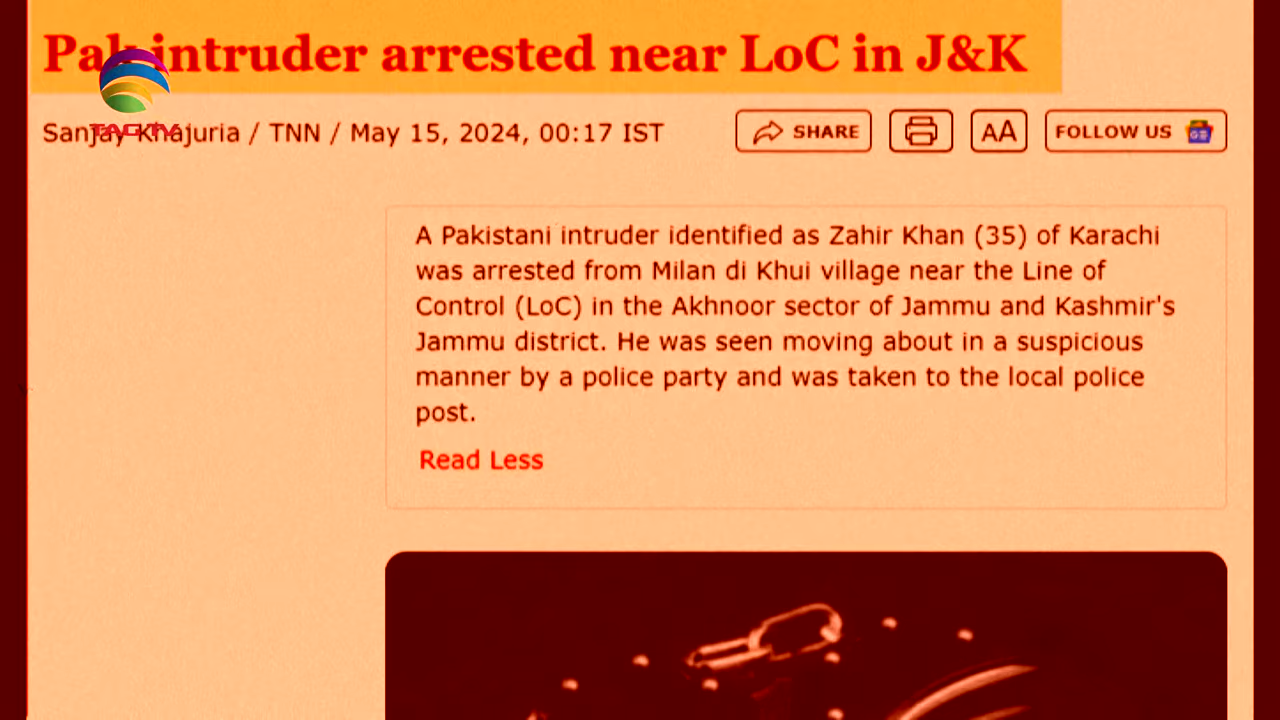 Pak intruder arrested near LoC in J&K
TAG tv
Sanjay Khajuria / TNN / May 15, 2024, 00:17 IST
SHARE
AA
FOLLOW US
A Pakistani intruder identified as Zahir Khan (35) of Karachi
was arrested from Milan di Khui village near the Line of
Control (LoC) in the Akhnoor sector of Jammu and Kashmir's
Jammu district. He was seen moving about in a suspicious
manner by a police party and was taken to the local police
post.
Read Less